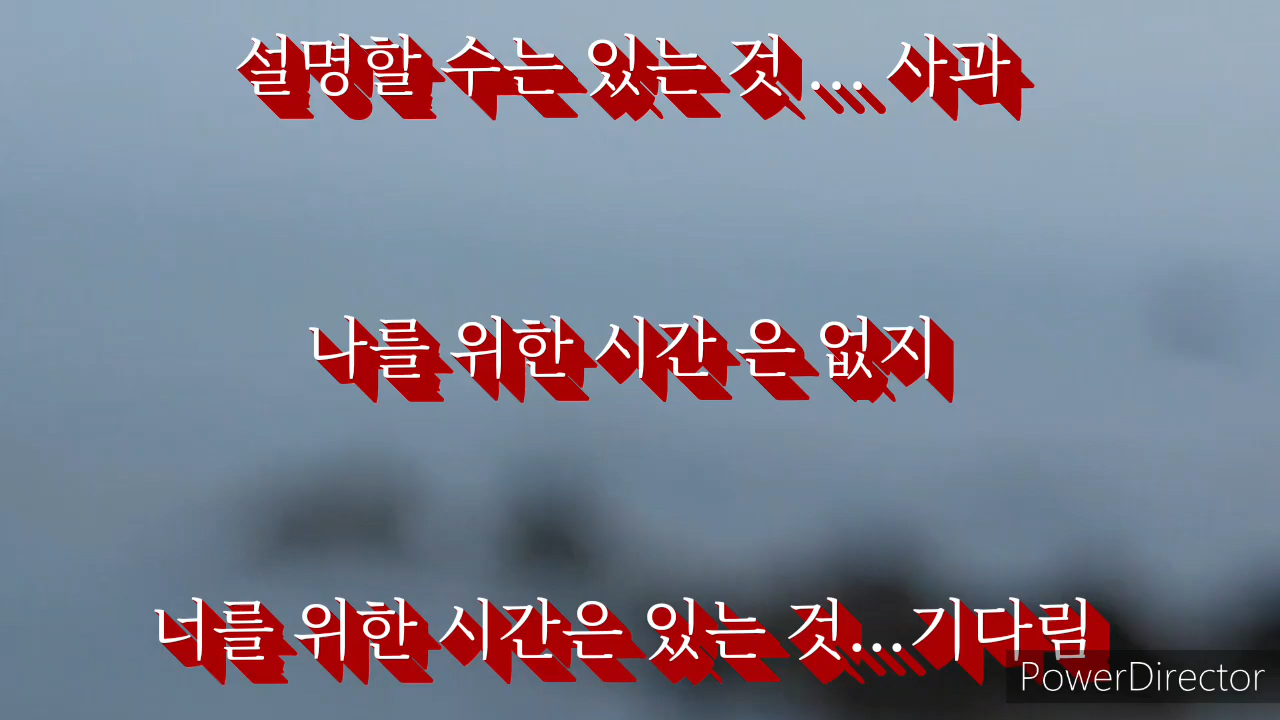 설명할 수는 있는 것 ... 사과
나를 위한 시간 은 없지
너를 위한 시간은 있는 것...기다림
PowerDirector